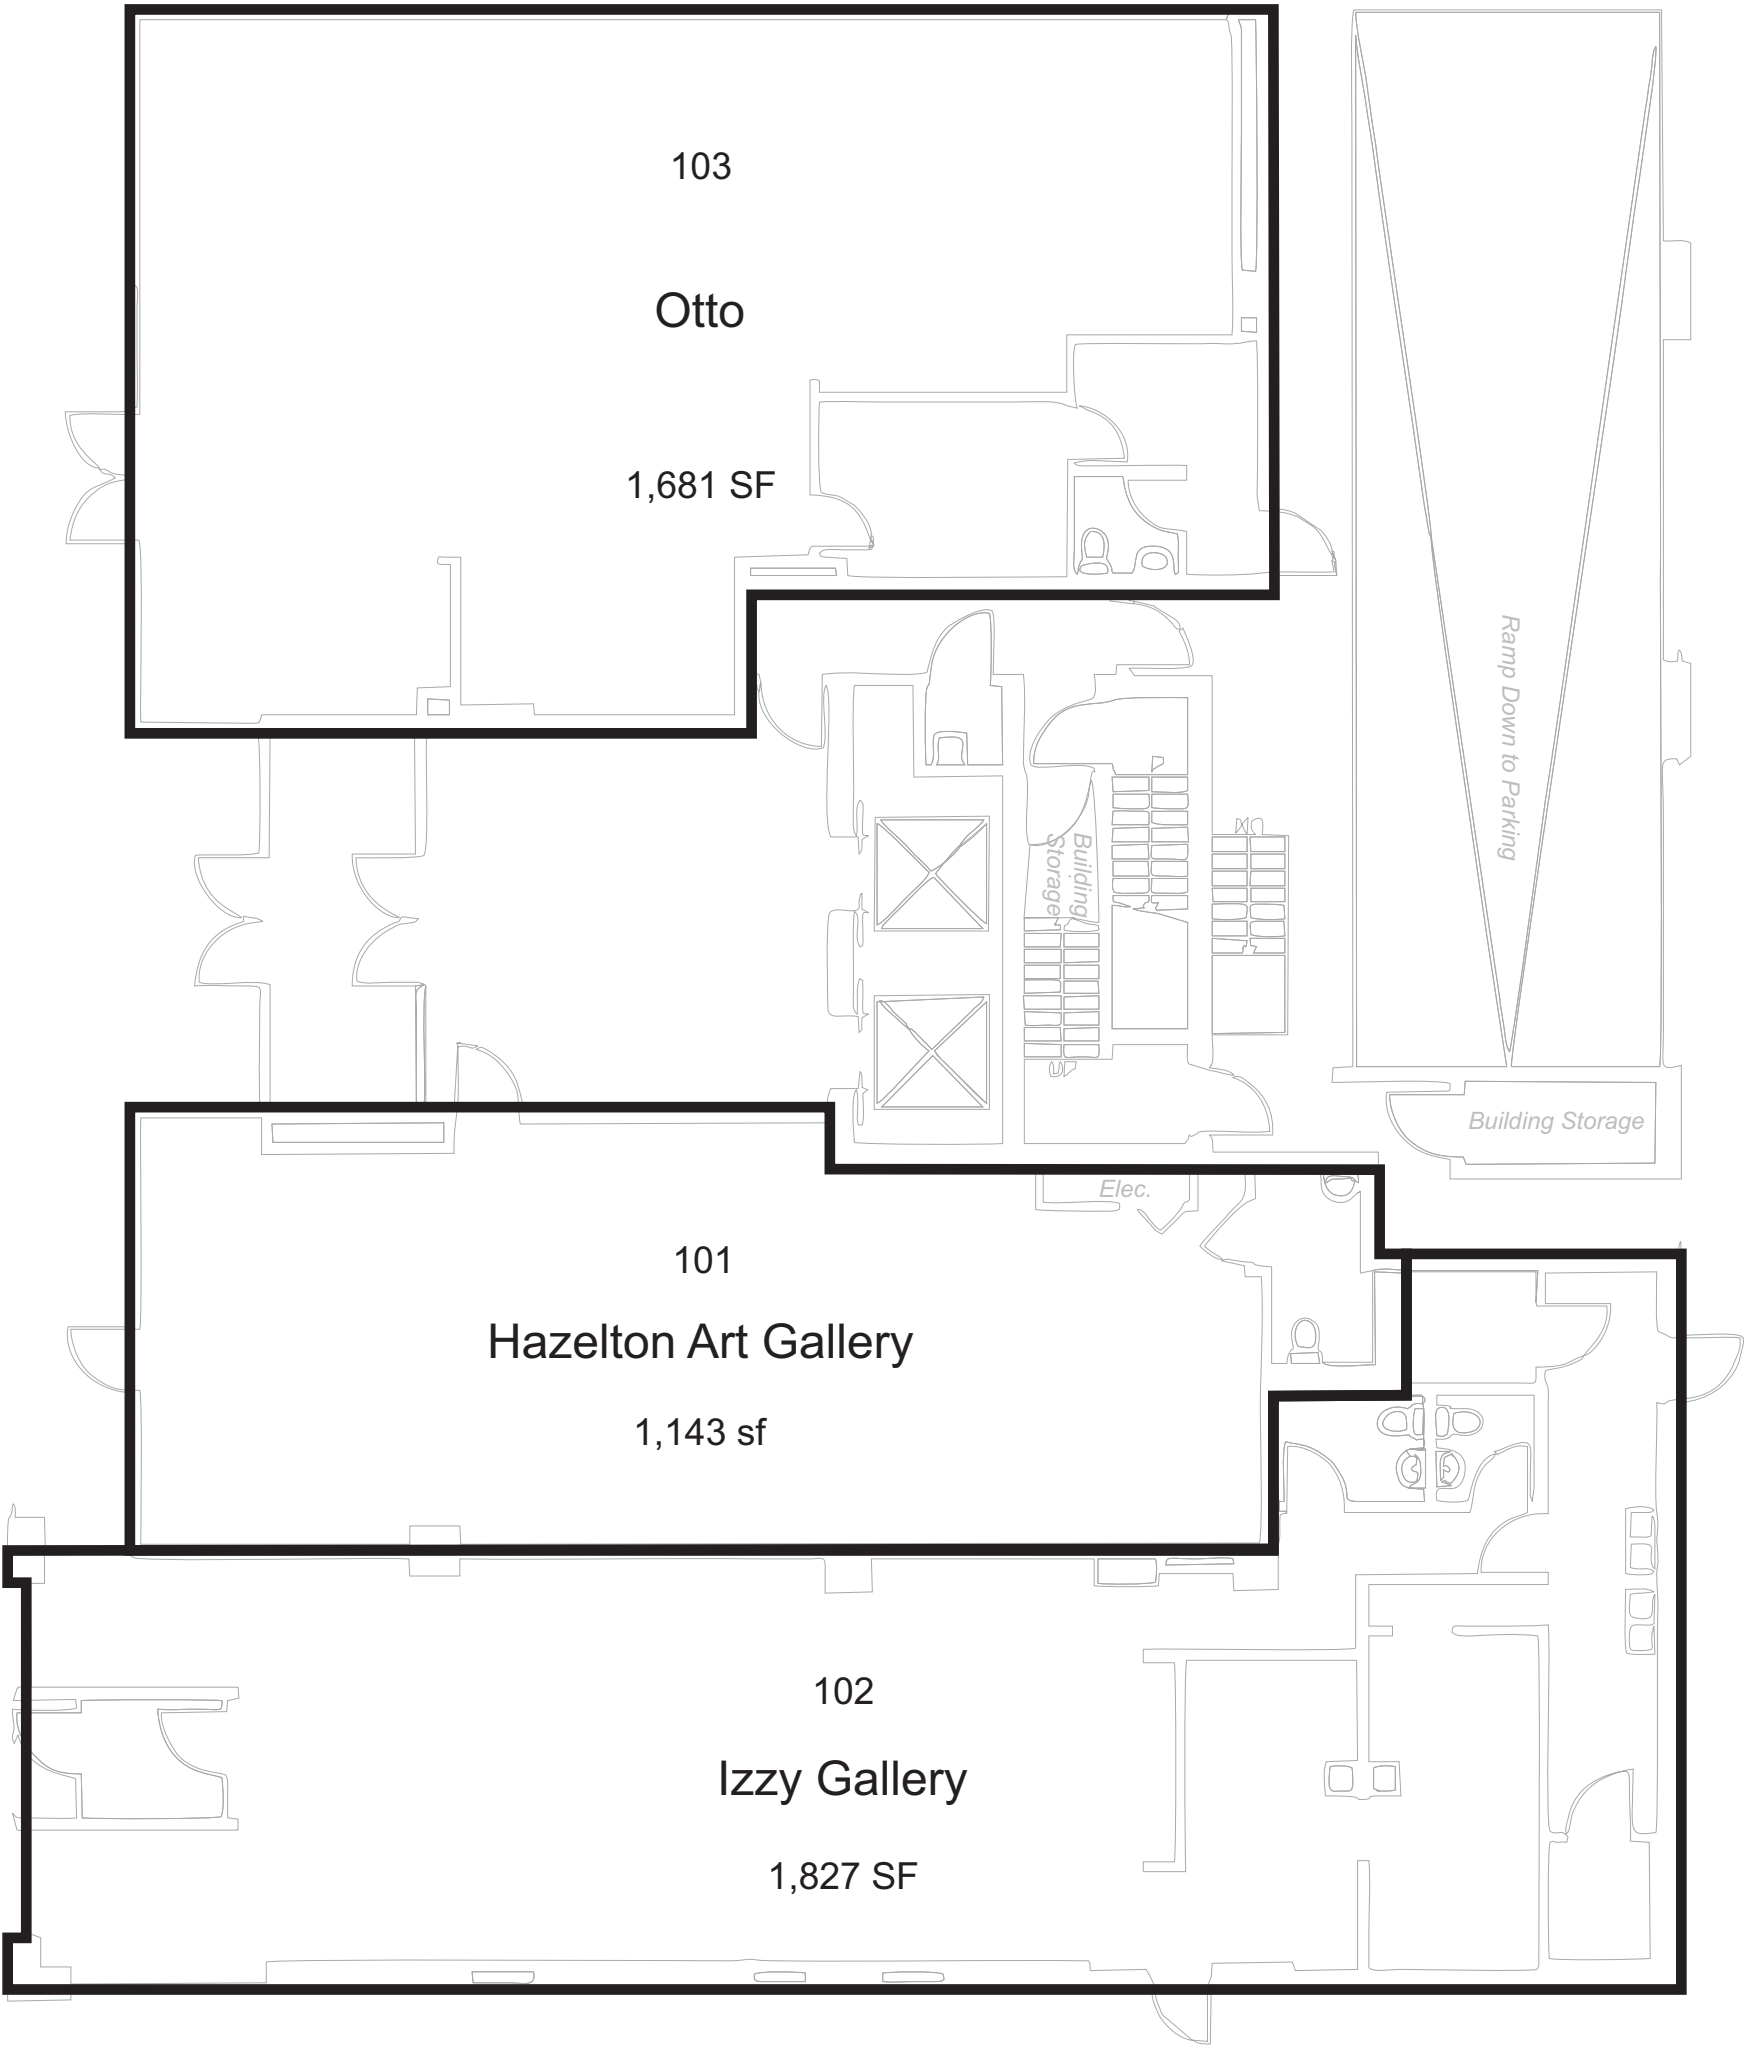 103
Otto
1,681 SF
Ramp Down to Parking
Building
Storage
Building Storage
Elec.
101
Hazelton Art Gallery
1,143 sf
102
Izzy Gallery
1,827 SF